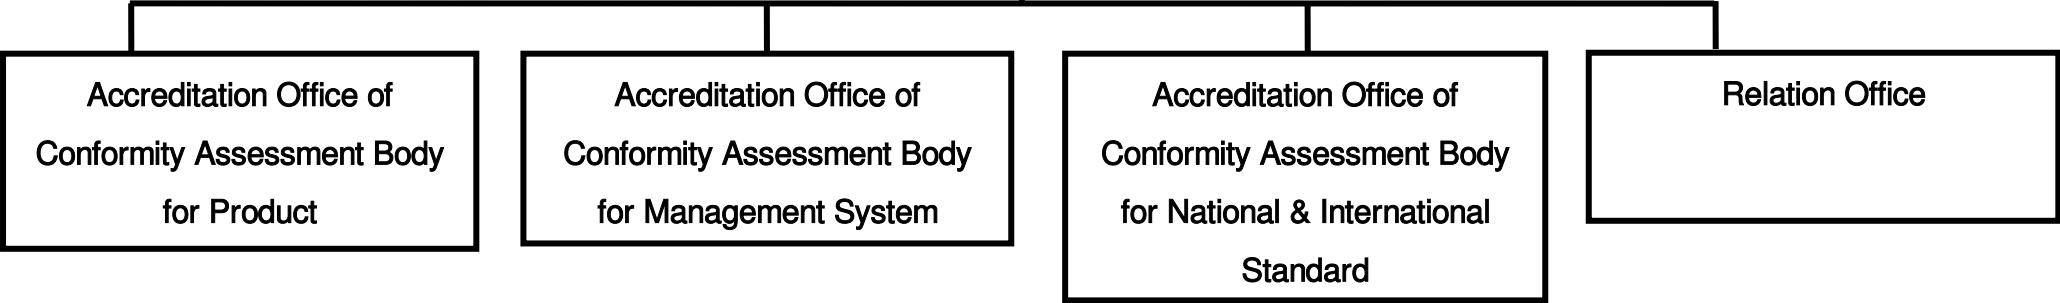 Accreditation Office of
Conformity Assessment Body
for Product
Accreditation Office of
Conformity Assessment Body
for Management System
Accreditation Office of
Conformity Assessment Body
for National & International
Standard
Relation Office